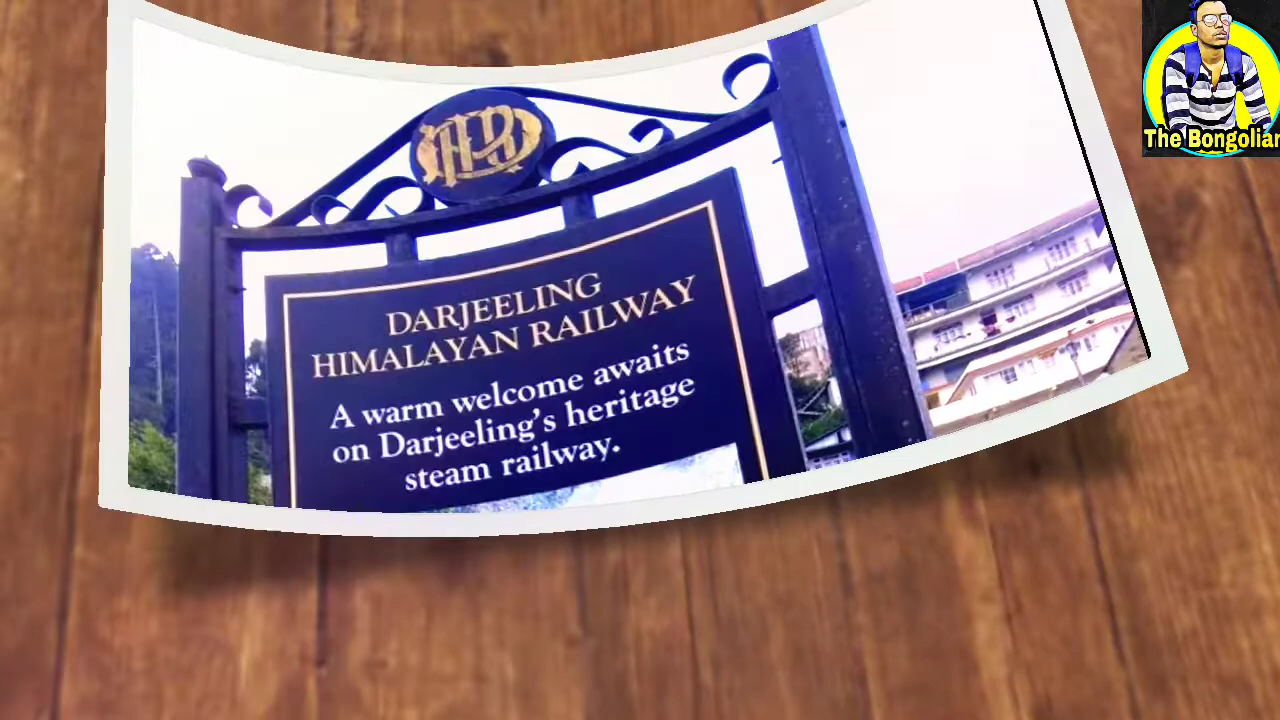 DHR
DARJEELING
HIMALAYAN RAILWAY
A warm welcome awaits
on Darjeeling's heritage
steam railway.
The Bongolian